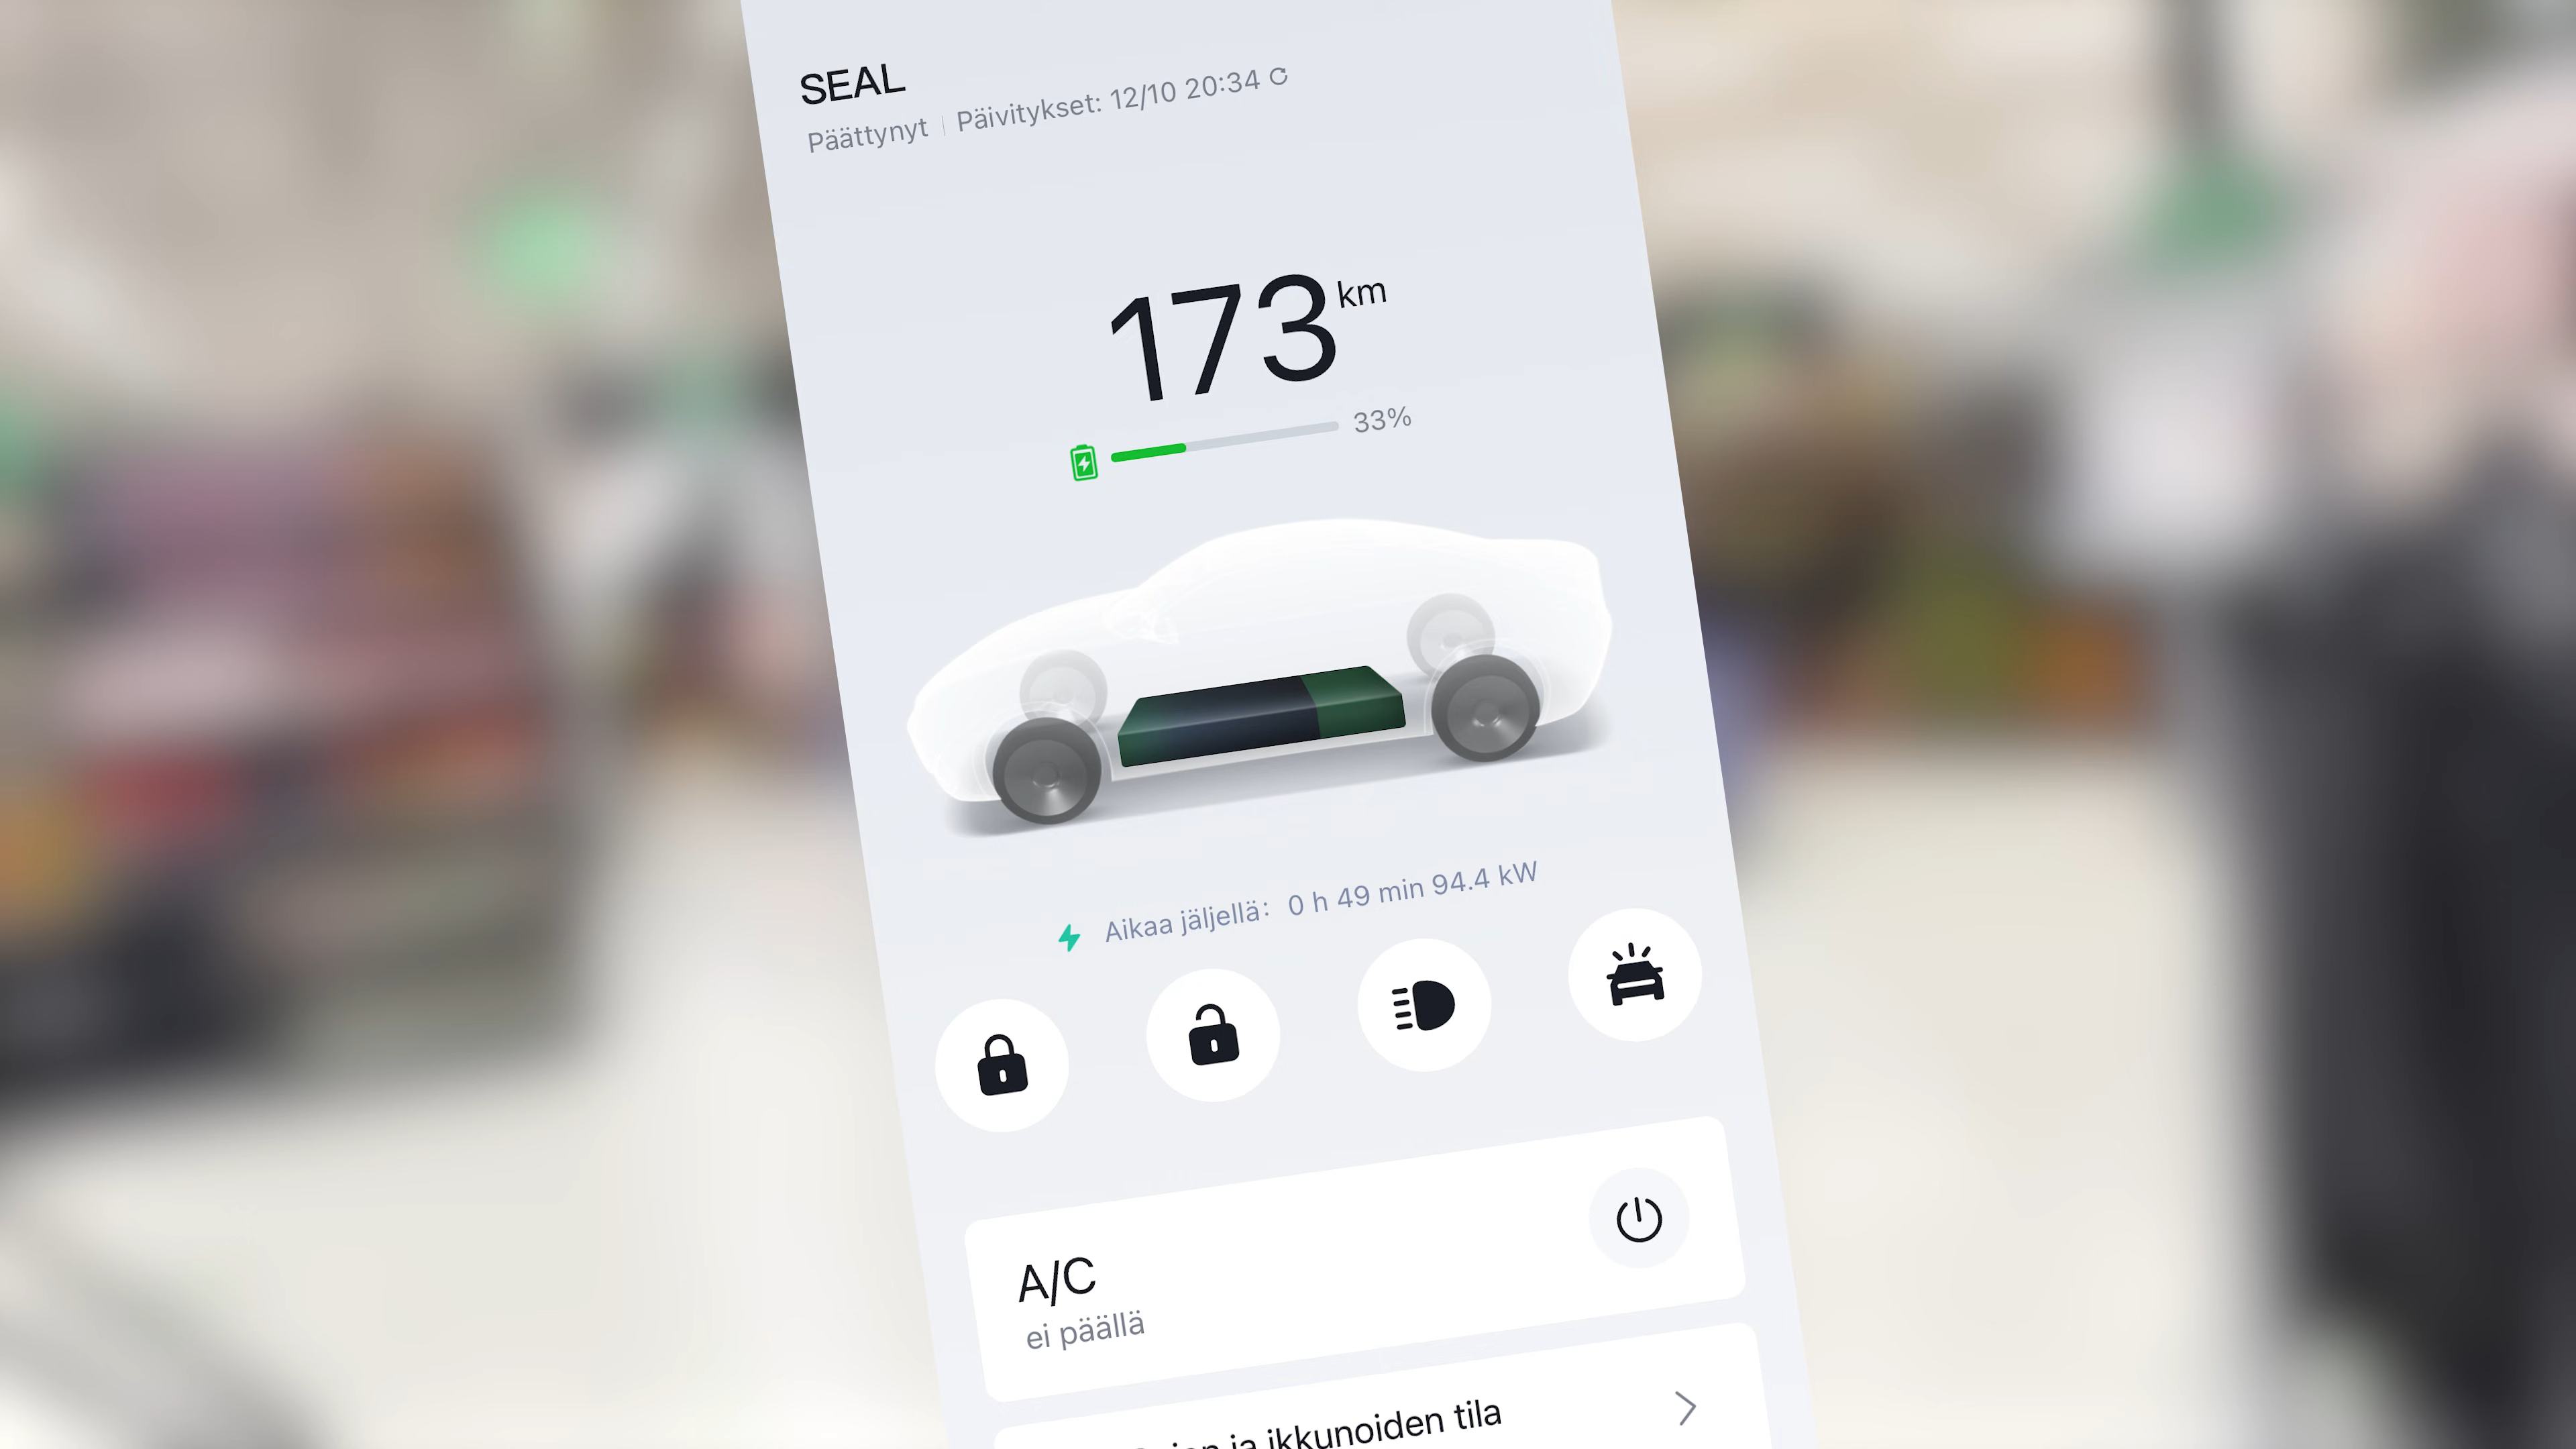 SEAL
Päättynyt | Päivitykset: 12/10 20:34
173 km
33%
Aikaa jäljellä: 0 h 49 min 94.4 kW
A/C
ei päällä
ja ikkunoiden tila